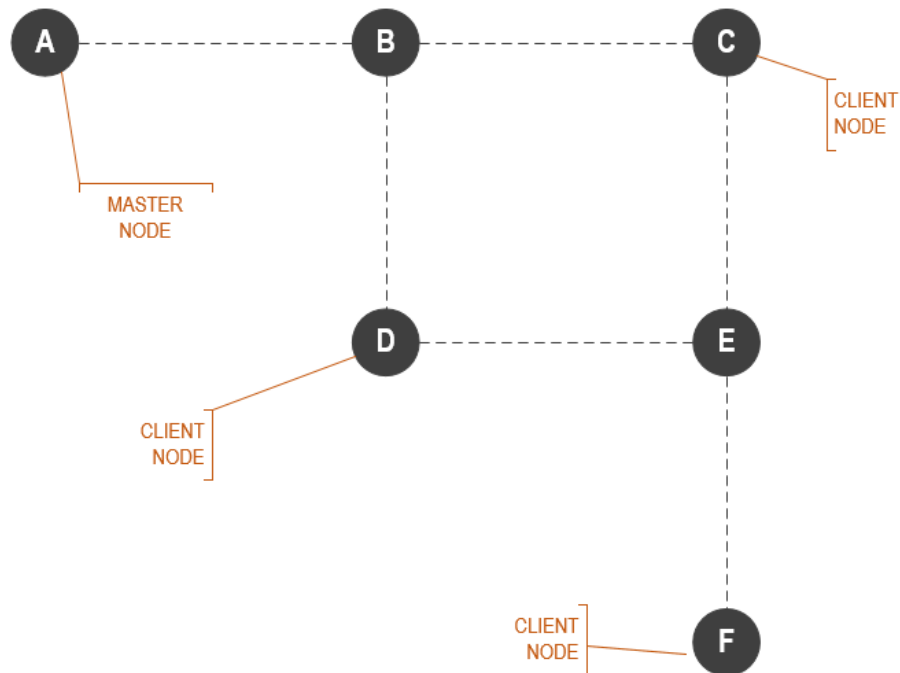 A
B
C
CLIENT
NODE
MASTER
NODE
D
E
CLIENT
NODE
CLIENT
NODE
F